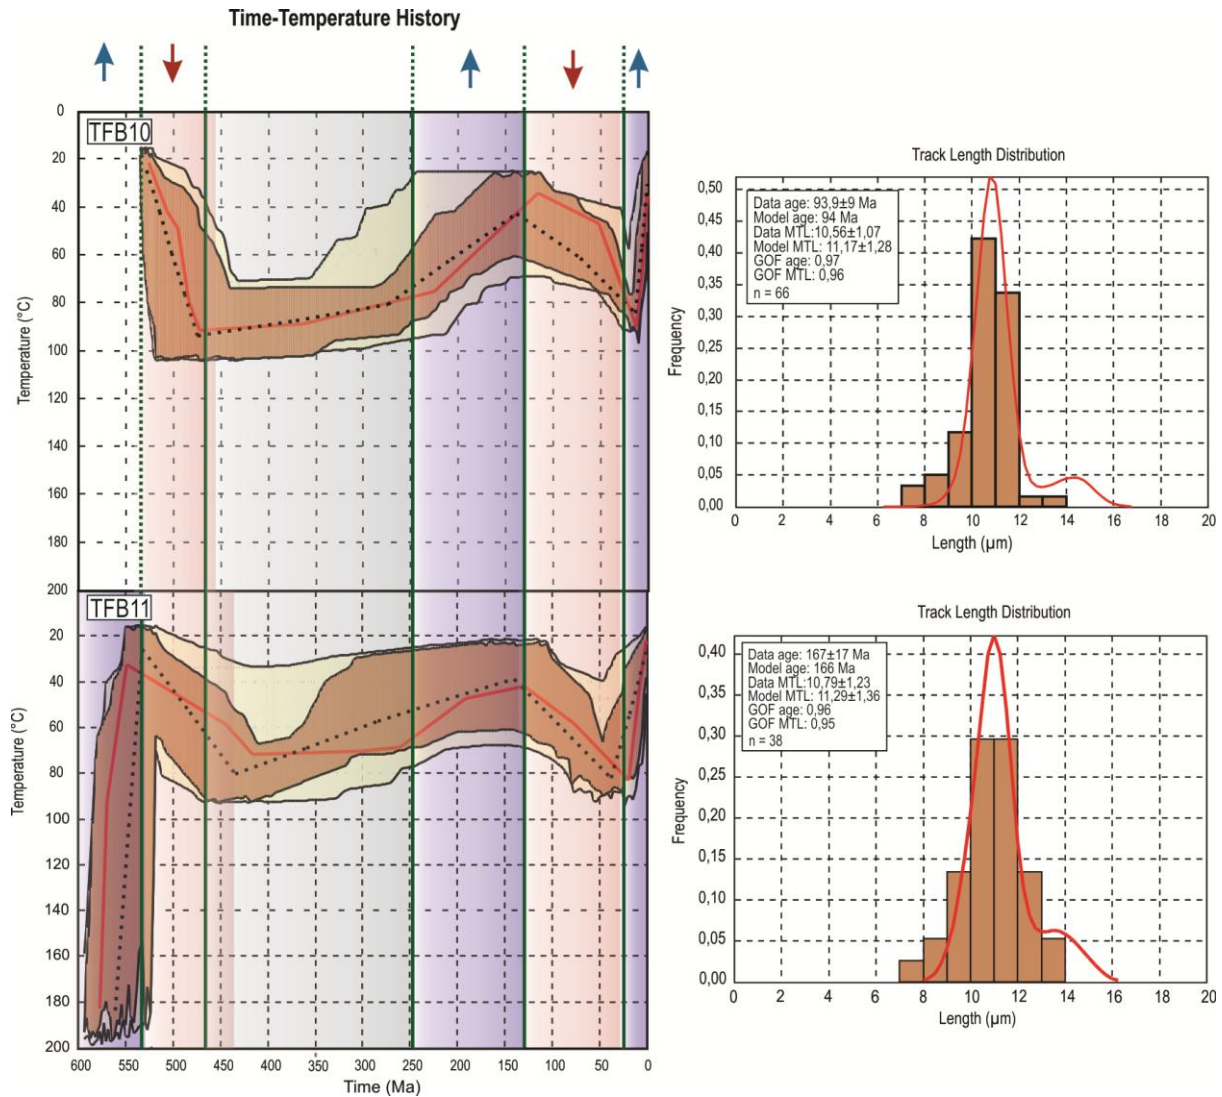 Time-Temperature History
0
20
40
60
80
100
120
140
160
180
200
Temperature (°C)
TFB10
Track Length Distribution
Data age: 93,9±9 Ma
Model age: 94 Ma
Data MTL:10,56±1,07
Model MTL: 11,17±1,28
GOF age: 0,97
GOF MTL: 0,96
n = 66
0,50
0,45
0,40
0,35
0,30
0,25
0,20
0,15
0,10
0,05
0,00
Frequency
0 2 4 6 8 10 12 14 16 18 20
Length (µm)
TFB11
20
40
60
80
100
120
140
160
180
200
Temperature (°C)
600 550 500 450 400 350 300 250 200 150 100 50 0
Time (Ma)
Track Length Distribution
Data age: 167±17 Ma
Model age: 166 Ma
Data MTL:10,79±1,23
Model MTL: 11,29±1,36
GOF age: 0,96
GOF MTL: 0,95
n = 38
0,40
0,35
0,30
0,25
0,20
0,15
0,10
0,05
0,00
Frequency
0 2 4 6 8 10 12 14 16 18 20
Length (µm)